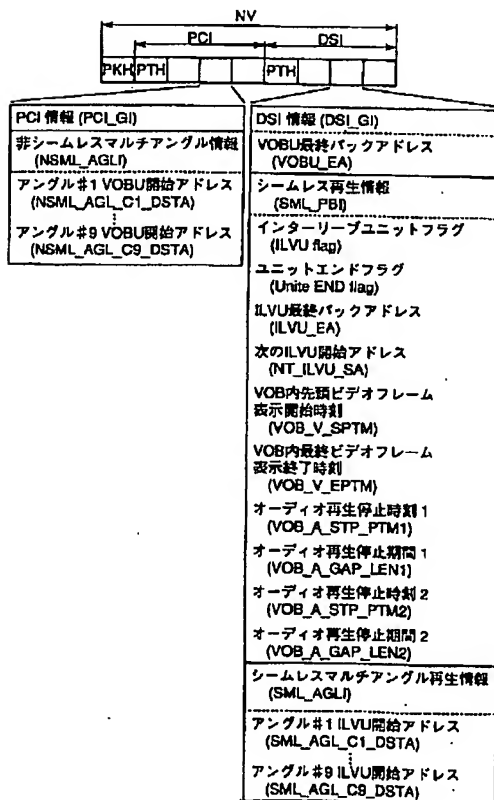 NV
PCI
DSI
PKH
PTH
PTH
PCI 情報 (PCI_GI)
非シームレスマルチアングル情報
(NSML_AGLI)
アングル#1 VOBU開始アドレス
(NSML_AGL_C1_DSTA)
アングル#9 VOBU開始アドレス
(NSML_AGL_C9_DSTA)
DSI 情報 (DSI_GI)
VOBU最終パックアドレス
(VOBU_EA)
シームレス再生情報
(SML_PBI)
インターリーブユニットフラグ
(ILVU flag)
ユニットエンドフラグ
(Unite END flag)
ILVU最終パックアドレス
(ILVU_EA)
次のILVU開始アドレス
(NT_ILVU_SA)
VOB内先頭ビデオフレーム
表示開始時刻
(VOB_V_SPTM)
VOB内最終ビデオフレーム
表示終了時刻
(VOB_V_EPTM)
オーディオ再生停止時刻 1
(VOB_A_STP_PTM1)
オーディオ再生停止期間 1
(VOB_A_GAP_LEN1)
オーディオ再生停止時刻 2
(VOB_A_STP_PTM2)
オーディオ再生停止期間 2
(VOB_A_GAP_LEN2)
シームレスマルチアングル再生情報
(SML_AGLI)
アングル#1 ILVU開始アドレス
(SML_AGL_C1_DSTA)
アングル#9 ILVU開始アドレス
(SML_AGL_C9_DSTA)